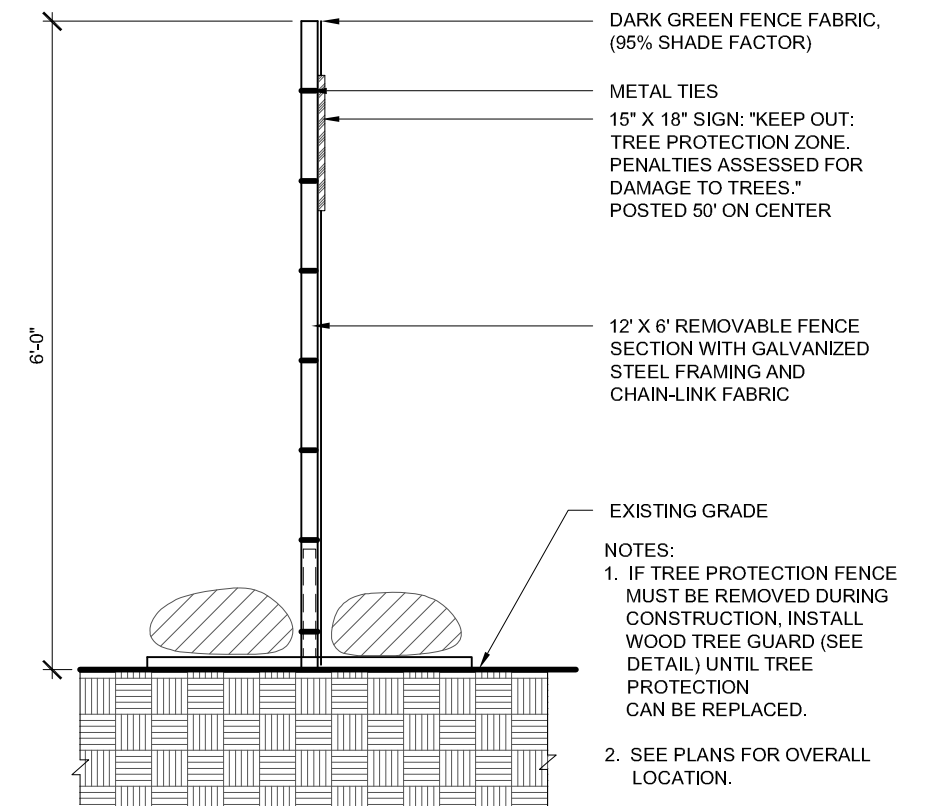 DARK GREEN FENCE FABRIC,
(95% SHADE FACTOR)
METAL TIES
15" X 18" SIGN: "KEEP OUT:
TREE PROTECTION ZONE.
PENALTIES ASSESSED FOR
DAMAGE TO TREES."
POSTED 50' ON CENTER
6'-0"
12' X 6' REMOVABLE FENCE
SECTION WITH GALVANIZED
STEEL FRAMING AND
CHAIN-LINK FABRIC
EXISTING GRADE
NOTES:
1. IF TREE PROTECTION FENCE
MUST BE REMOVED DURING
CONSTRUCTION, INSTALL
WOOD TREE GUARD (SEE
DETAIL) UNTIL TREE
PROTECTION
CAN BE REPLACED.
2. SEE PLANS FOR OVERALL
LOCATION.